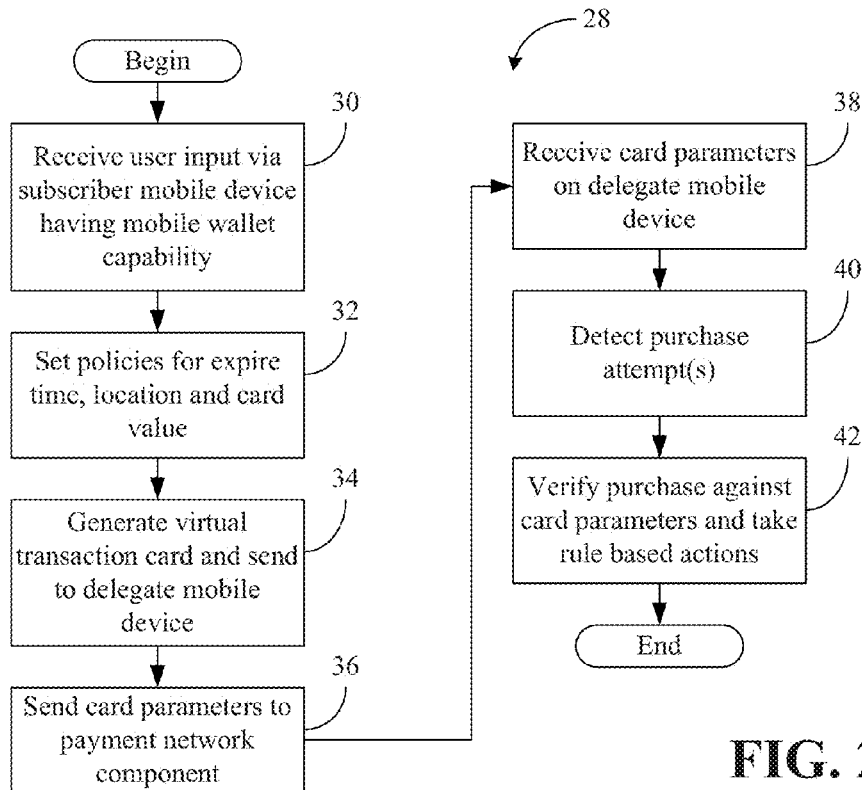 Begin
30
Receive user input via
subscriber mobile device
having mobile wallet
capability
32
Set policies for expire
time, location and card
value
34
Generate virtual
transaction card and send
to delegate mobile
device
36
Send card parameters to
payment network
component
28
38
Receive card parameters
on delegate mobile
device
40
Detect purchase
attempt(s)
42
Verify purchase against
card parameters and take
rule based actions
End
FIG.